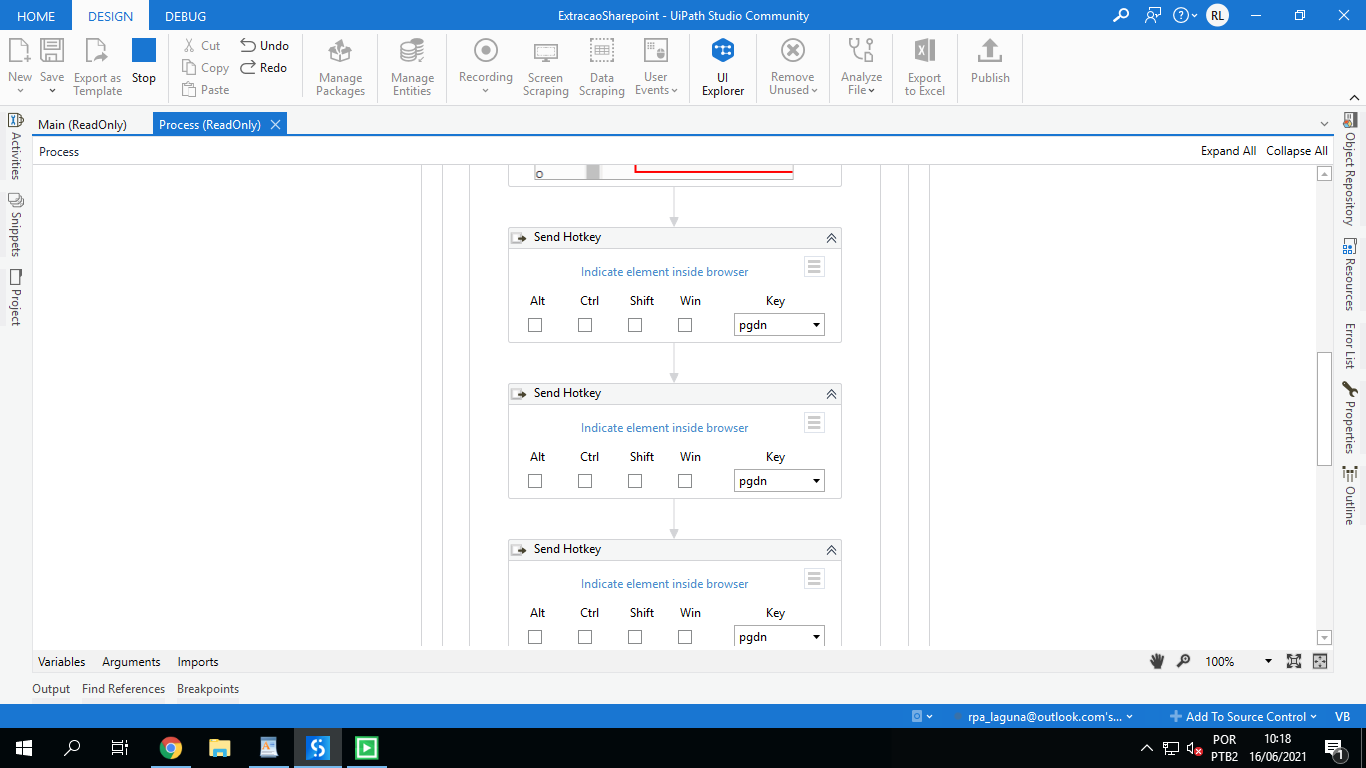 HOME DESIGN DEBUG ExtracaoSharepoint - UiPath Studio Community RL
New Save Export as Template Stop Cut Copy Paste Undo Redo Manage Packages Manage Entities Recording Screen Scraping Data Scraping User Events UI Explorer Remove Unused Analyze File Export to Excel Publish
Main (ReadOnly) Process (ReadOnly)
Process Expand All Collapse All
Activities
Snippets
Project
Object Repository
Resources
Error List
Properties
Outline
Send Hotkey
Indicate element inside browser
Alt Ctrl Shift Win Key
pgdn
Send Hotkey
Indicate element inside browser
Alt Ctrl Shift Win Key
pgdn
Send Hotkey
Indicate element inside browser
Alt Ctrl Shift Win Key
pgdn
Variables Arguments Imports 100%
Output Find References Breakpoints
rpa_laguna@outlook.com's... Add To Source Control VB
POR 10:18
PTB2 16/06/2021 1